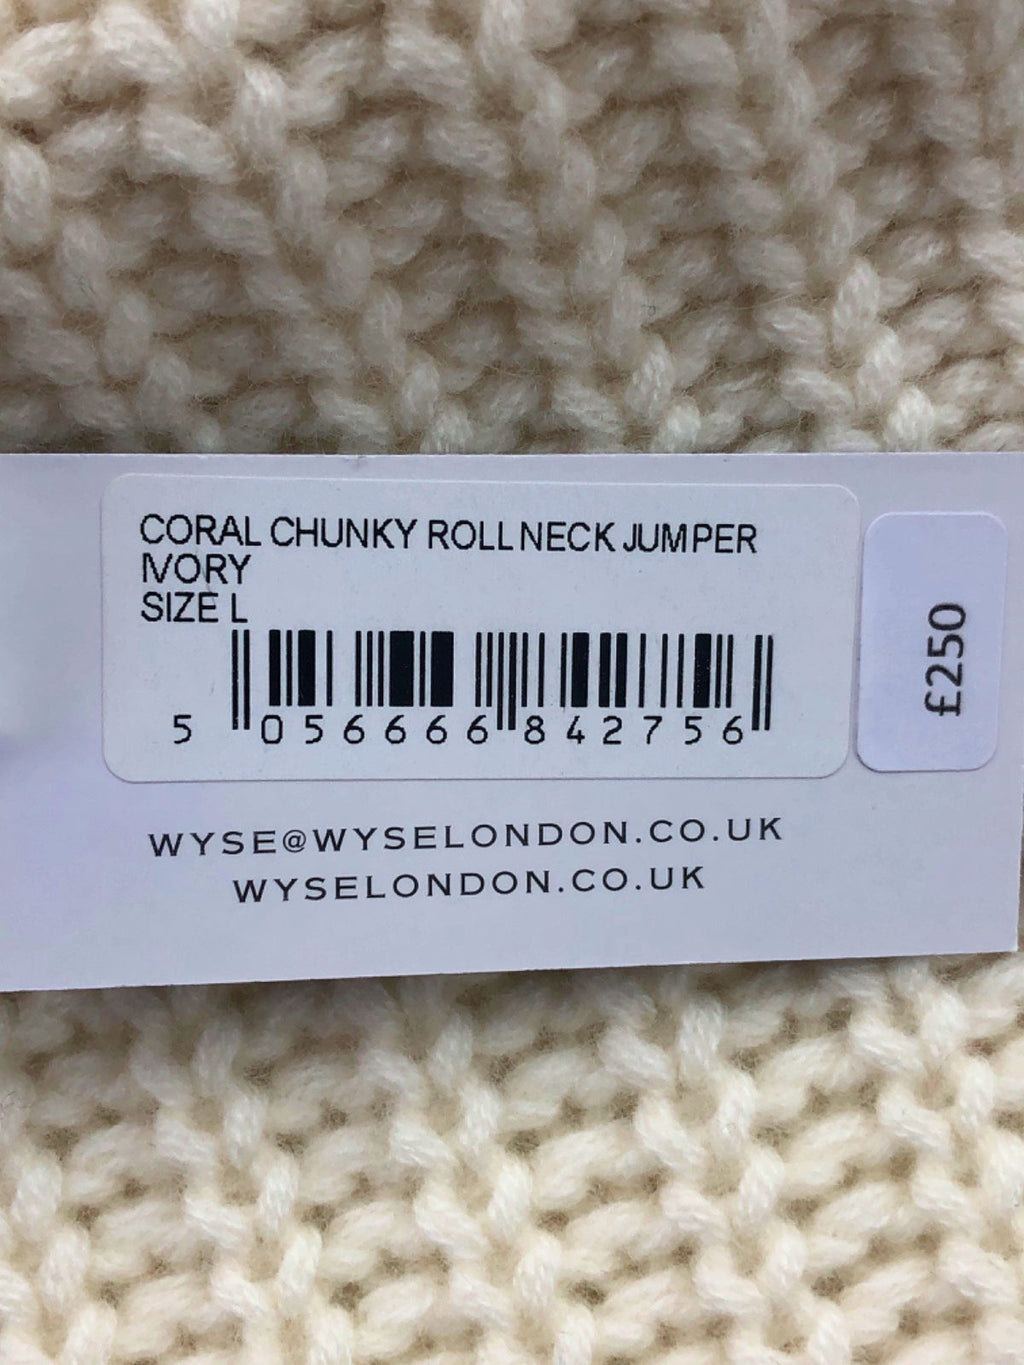 CORAL CHUNKY ROLL NECK JUMPER
IVORY
SIZE L
5 056666 842756
£250
WYSE@WYSELONDON.CO.UK
WYSELONDON.CO.UK